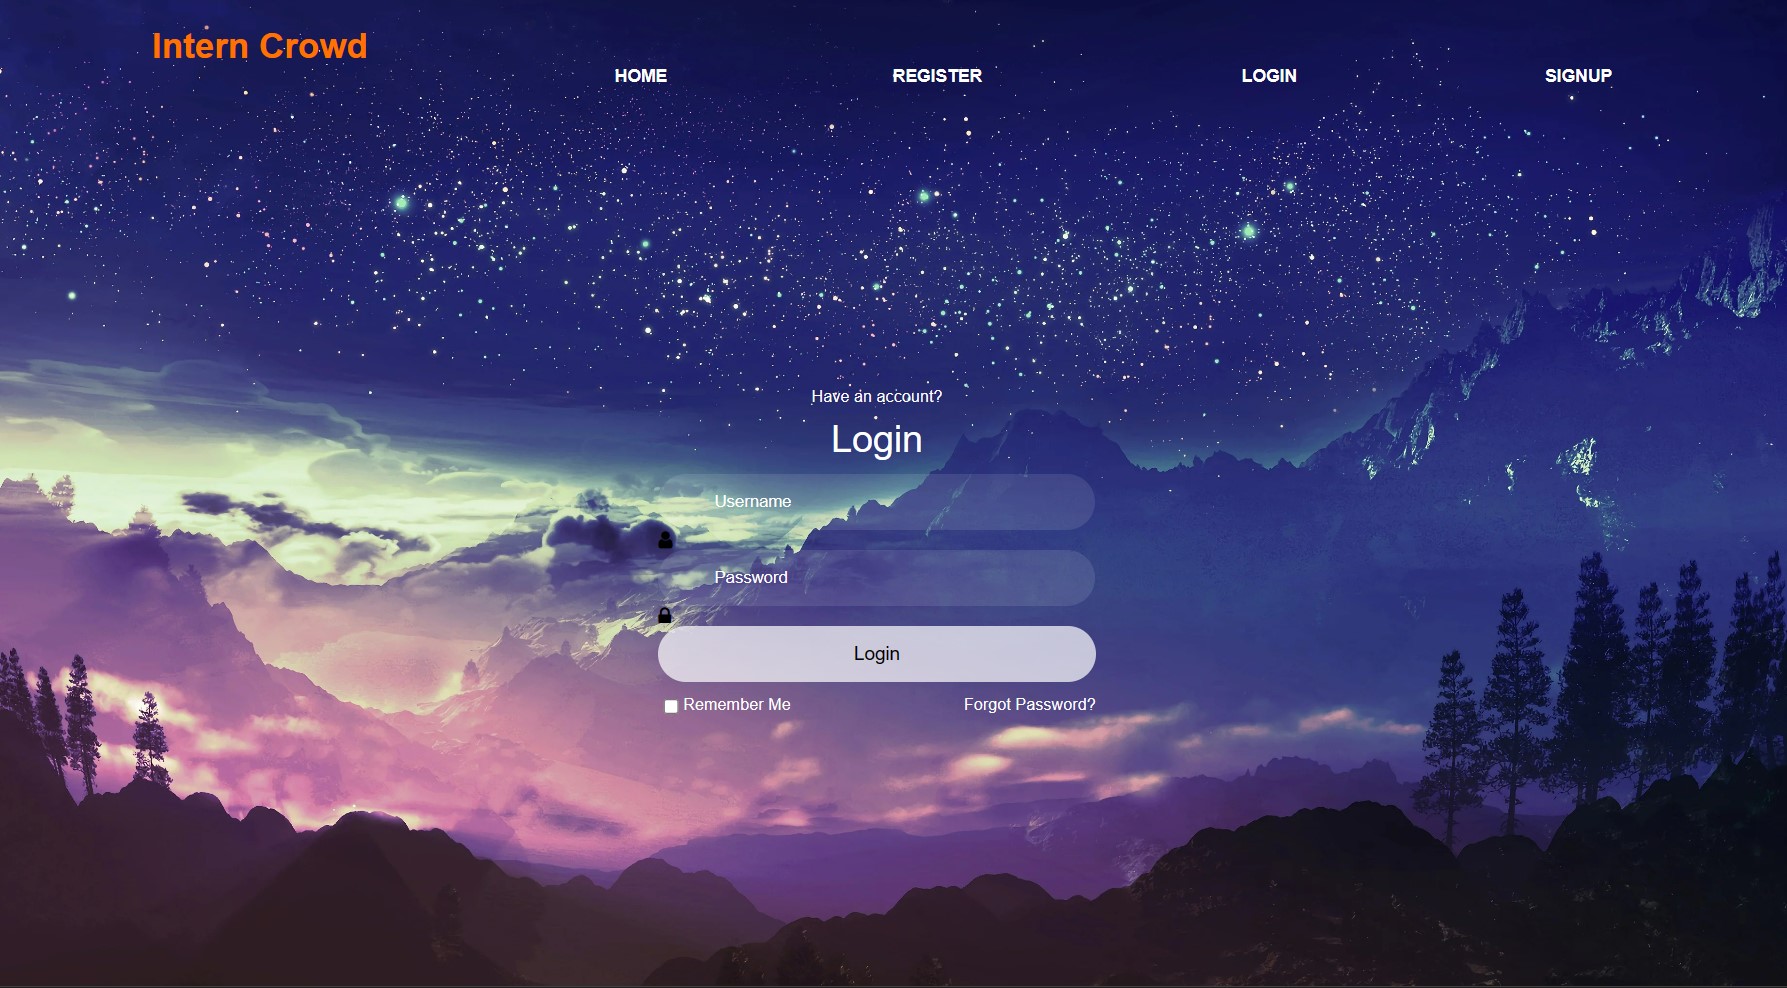 Intern Crowd
HOME
REGISTER
LOGIN
SIGNUP
Have an account?
Login
Username
Password
Login
Remember Me
Forgot Password?